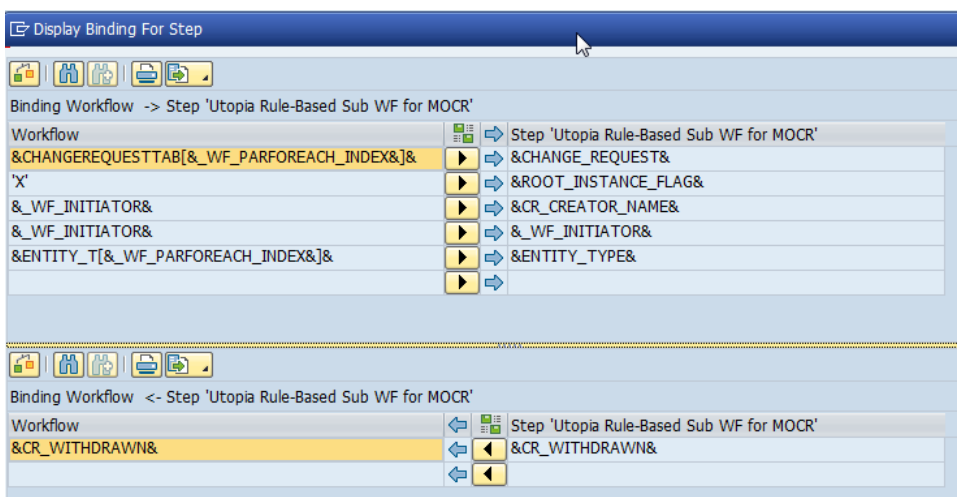 Display Binding For Step
Binding Workflow -> Step 'Utopia Rule-Based Sub WF for MOCR'
Workflow Step 'Utopia Rule-Based Sub WF for MOCR'
&CHANGEREQUESTTAB[&_WF_PARFOREACH_INDEX&]& &CHANGE_REQUEST&
'X' &ROOT_INSTANCE_FLAG&
&_WF_INITIATOR& &CR_CREATOR_NAME&
&_WF_INITIATOR& &_WF_INITIATOR&
&ENTITY_T[&_WF_PARFOREACH_INDEX&]& &ENTITY_TYPE&
Binding Workflow <- Step 'Utopia Rule-Based Sub WF for MOCR'
Workflow Step 'Utopia Rule-Based Sub WF for MOCR'
&CR_WITHDRAWN& &CR_WITHDRAWN&